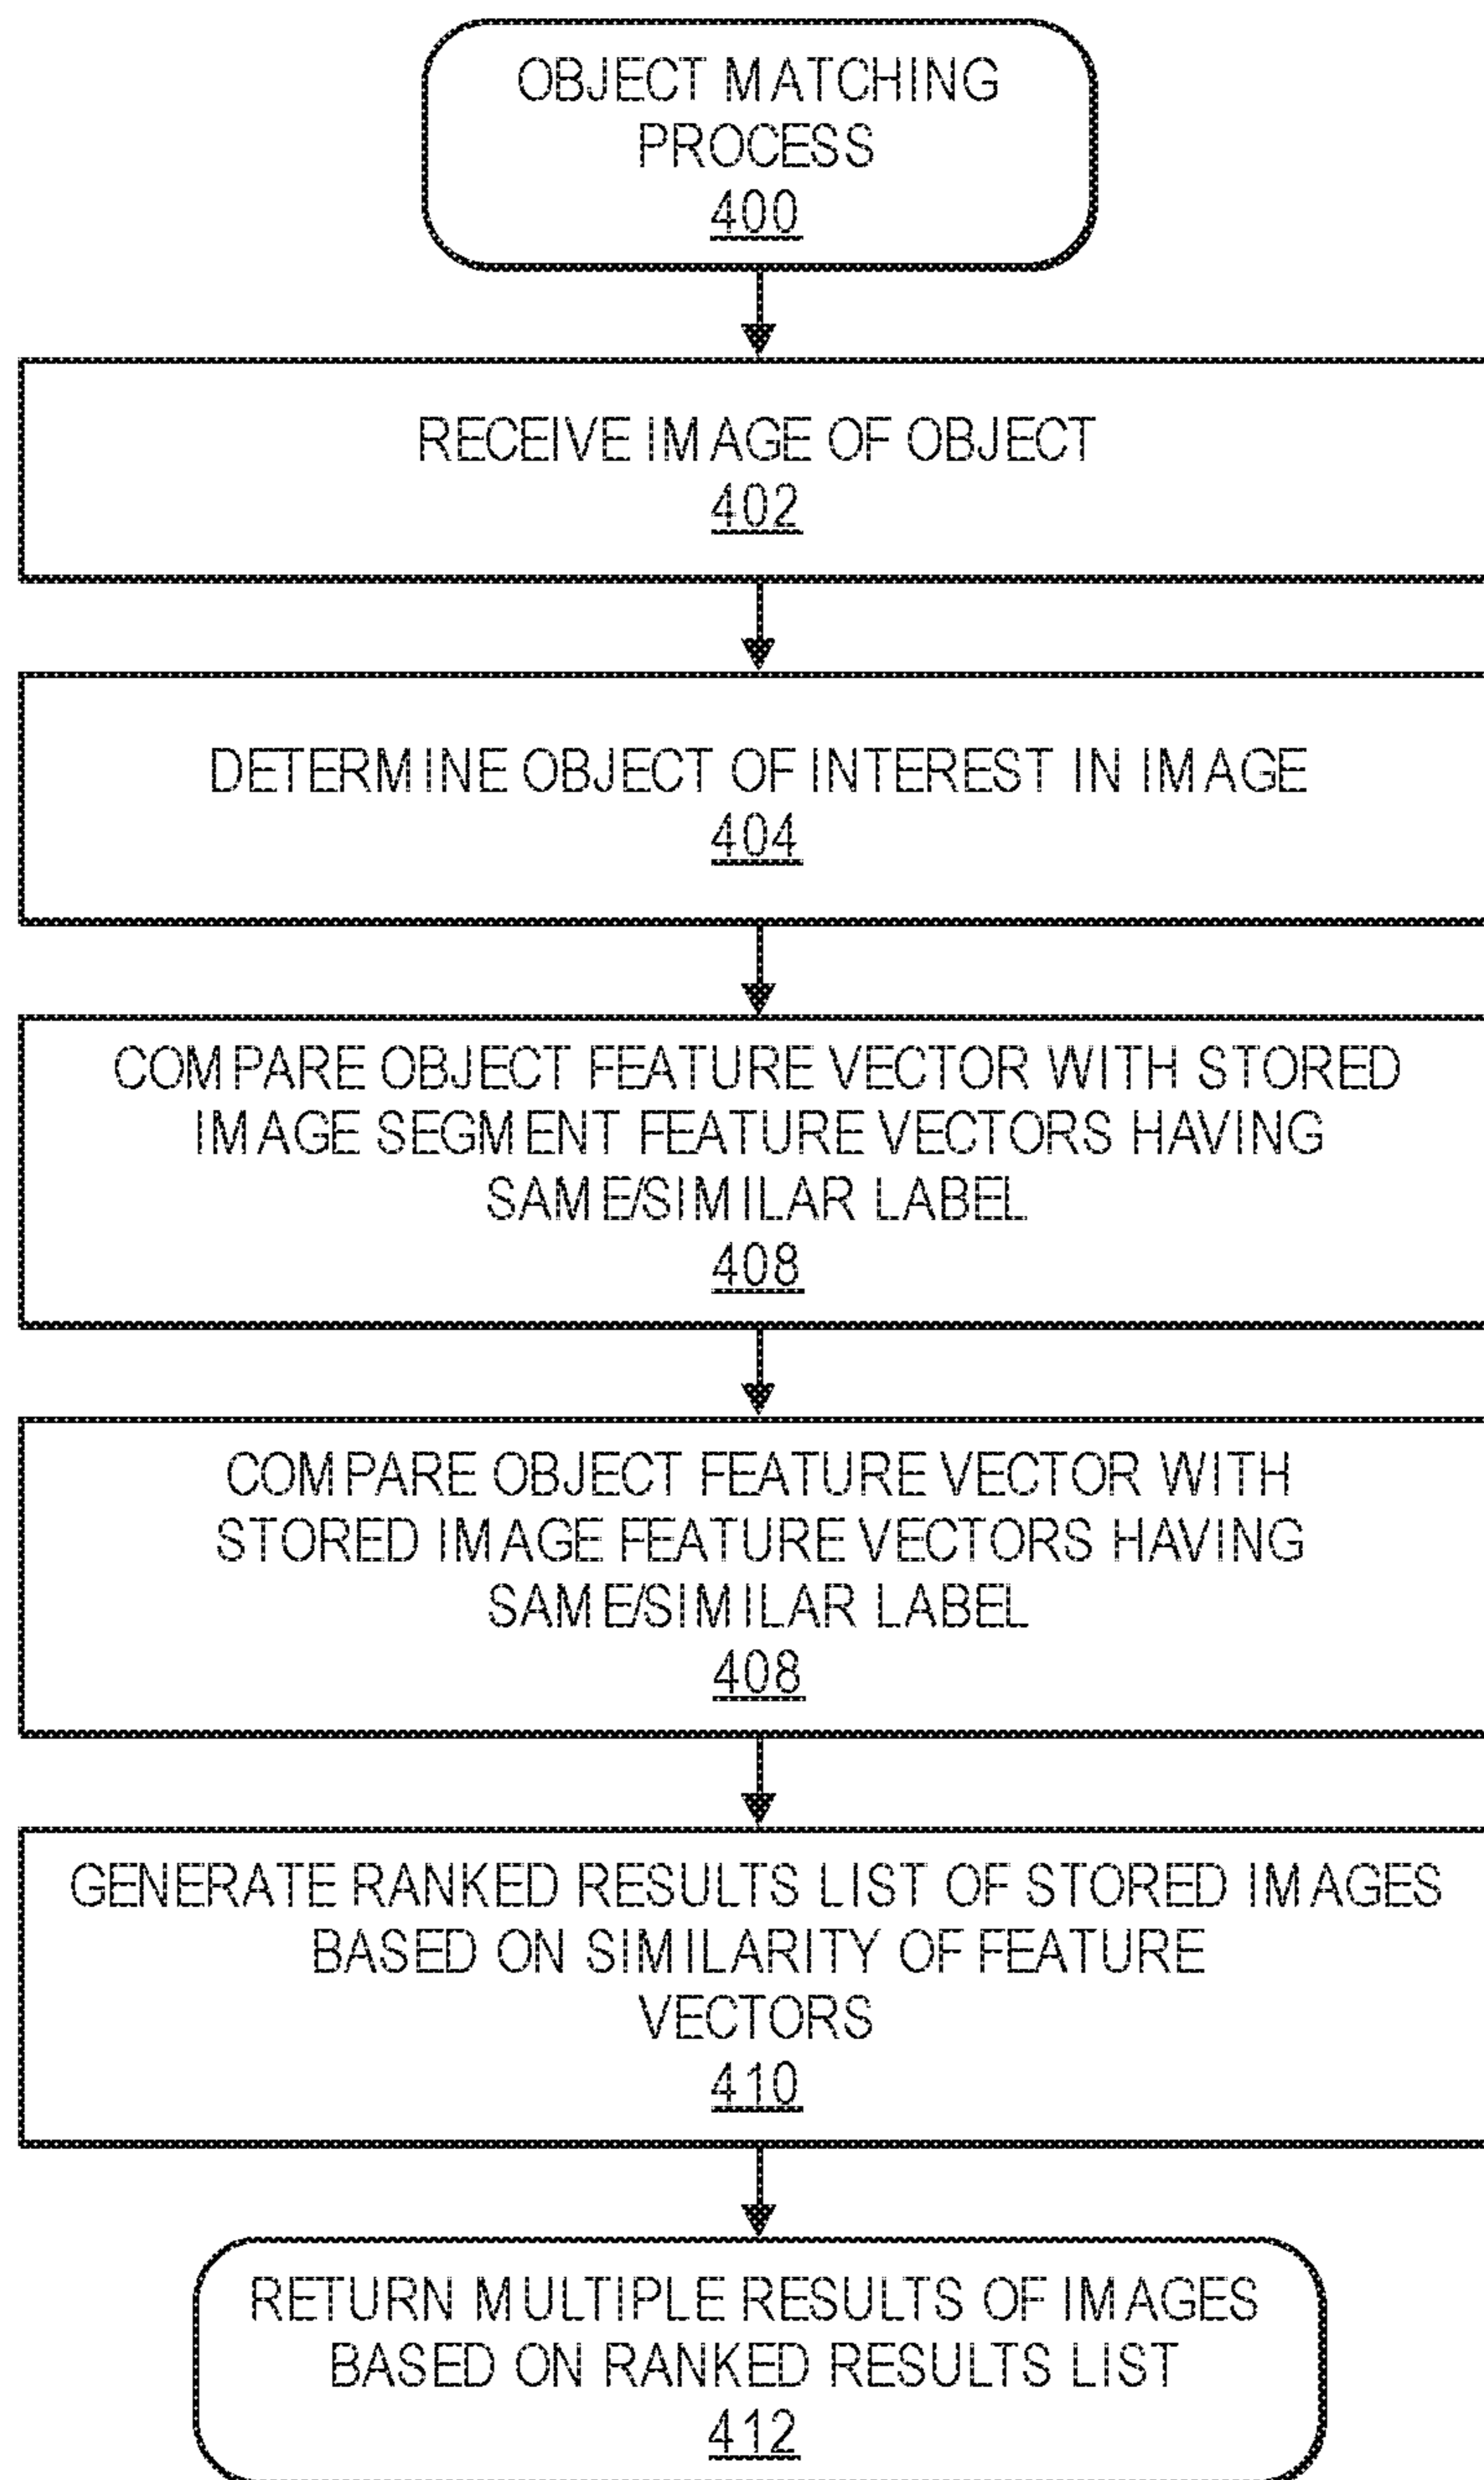 OBJECT MATCHING
PROCESS
400
RECEIVE IMAGE OF OBJECT
402
DETERMINE OBJECT OF INTEREST IN IMAGE
404
COMPARE OBJECT FEATURE VECTOR WITH STORED
IMAGE SEGMENT FEATURE VECTORS HAVING
SAME/SIMILAR LABEL
408
COMPARE OBJECT FEATURE VECTOR WITH
STORED IMAGE FEATURE VECTORS HAVING
SAME/SIMILAR LABEL
408
GENERATE RANKED RESULTS LIST OF STORED IMAGES
BASED ON SIMILARITY OF FEATURE
VECTORS
410
RETURN MULTIPLE RESULTS OF IMAGES
BASED ON RANKED RESULTS LIST
412